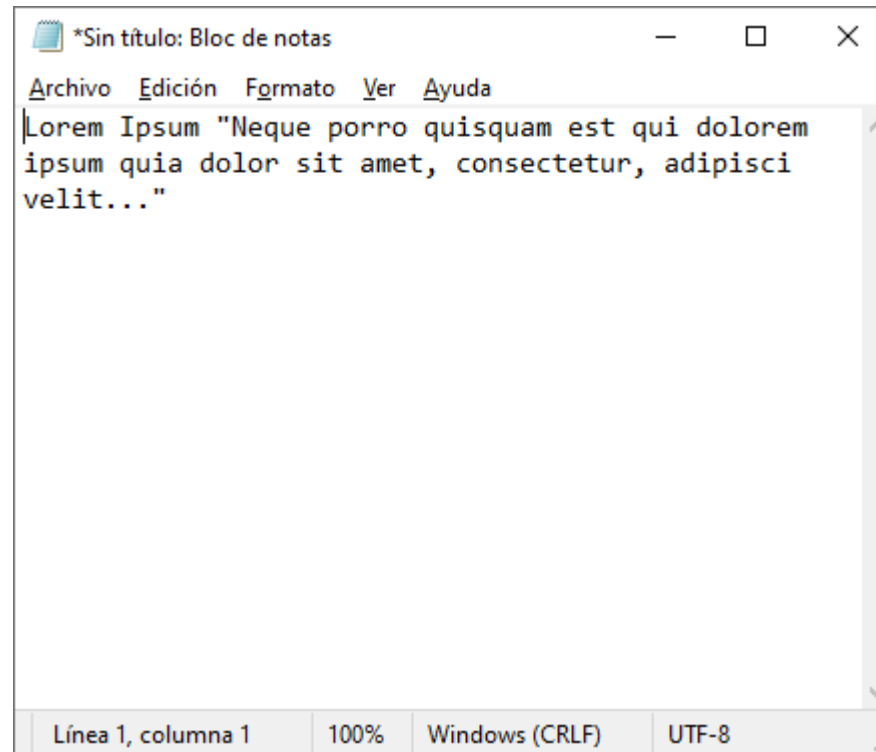 *Sin título: Bloc de notas
Archivo Edición Formato Ver Ayuda
Lorem Ipsum "Neque porro quisquam est qui dolorem
ipsum quia dolor sit amet, consectetur, adipisci
velit..."
Línea 1, columna 1 100% Windows (CRLF) UTF-8